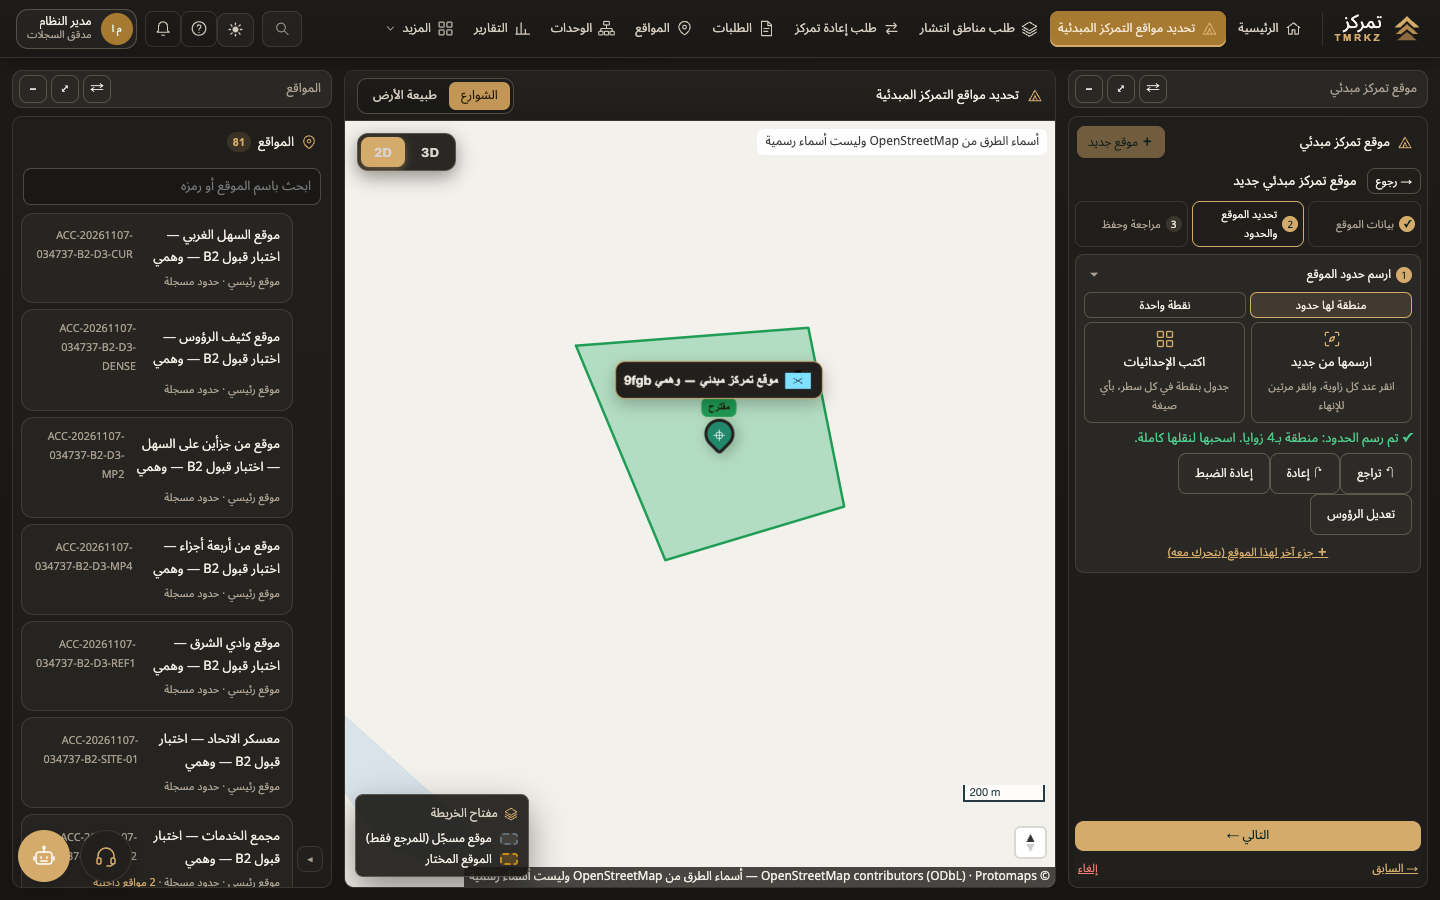 تمركز
TMRKZ
الرئيسية
تحديد مواقع التمركز المبدئية
طلب مناطق انتشار
طلب إعادة تمركز
الطلبات
المواقع
الوحدات
التقارير
المزيد
م ا
مدير النظام
مدقق السجلات
موقع تمركز مبدئي
موقع تمركز مبدئي
+ موقع جديد
→ رجوع
موقع تمركز مبدئي جديد
✓ بيانات الموقع
2 تحديد الموقع
والحدود
3 مراجعة وحفظ
1 ارسم حدود الموقع
منطقة لها حدود
نقطة واحدة
ارسمها من جديد
انقر عند كل زاوية، وانقر مرتين
للإنهاء
اكتب الإحداثيات
جدول بنقطة في كل سطر، بأي
صيغة
✓ تم رسم الحدود: منطقة بـ4 زوايا. اسحبها لنقلها كاملة.
تراجع
إعادة
إعادة الضبط
تعديل الرؤوس
+ جزء آخر لهذا الموقع (يتحرك معه)
التالي ←
→ السابق
إلغاء
تحديد مواقع التمركز المبدئية
الشوارع
طبيعة الأرض
أسماء الطرق من OpenStreetMap وليست أسماء رسمية
2D
3D
موقع تمركز مبدئي — وهمي 9fgb
مقترح
200 m
مفتاح الخريطة
موقع مسجّل (للمرجع فقط)
الموقع المختار
© OpenStreetMap contributors (ODbL) · Protomaps — أسماء الطرق من OpenStreetMap وليست أسماء رسمية
المواقع
المواقع 81
ابحث باسم الموقع أو رمزه
موقع السهل الغربي —
اختبار قبول B2 — وهمي
ACC-20261107-
034737-B2-D3-CUR
موقع رئيسي · حدود مسجلة
موقع كثيف الرؤوس —
اختبار قبول B2 — وهمي
ACC-20261107-
034737-B2-D3-
DENSE
موقع رئيسي · حدود مسجلة
موقع من جزأين على السهل
— اختبار قبول B2 — وهمي
ACC-20261107-
034737-B2-D3-
MP2
موقع رئيسي · حدود مسجلة
موقع من أربعة أجزاء —
اختبار قبول B2 — وهمي
ACC-20261107-
034737-B2-D3-MP4
موقع رئيسي · حدود مسجلة
موقع وادي الشرق —
اختبار قبول B2 — وهمي
ACC-20261107-
034737-B2-D3-REF1
موقع رئيسي · حدود مسجلة
معسكر الاتحاد — اختبار
قبول B2 — وهمي
ACC-20261107-
034737-B2-SITE-01
موقع رئيسي · حدود مسجلة
مجمع الخدمات — اختبار
قبول B2 — وهمي
موقع رئيسي · حدود مسجلة · 2 مواقع داخلية